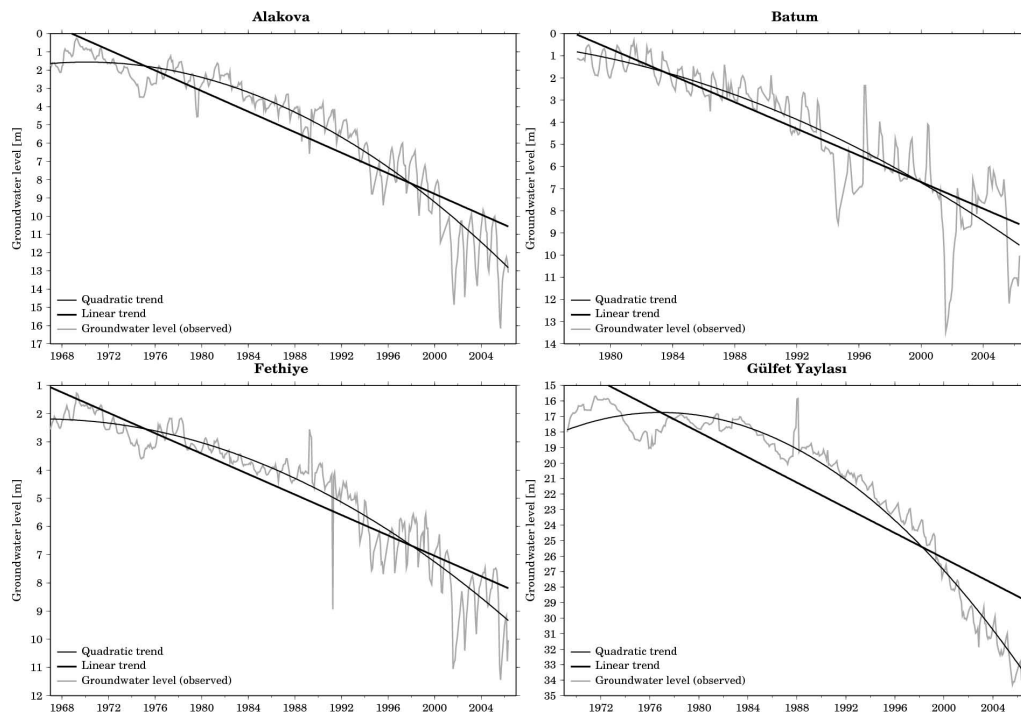 Alakova
Groundwater level [m]
0
1
2
3
4
5
6
7
8
9
10
11
12
13
14
15
16
17
Quadratic trend
Linear trend
Groundwater level (observed)
1968 1972 1976 1980 1984 1988 1992 1996 2000 2004
Batum
Groundwater level [m]
0
1
2
3
4
5
6
7
8
9
10
11
12
13
14
Quadratic trend
Linear trend
Groundwater level (observed)
1980 1984 1988 1992 1996 2000 2004
Fethiye
Groundwater level [m]
1
2
3
4
5
6
7
8
9
10
11
12
Quadratic trend
Linear trend
Groundwater level (observed)
1968 1972 1976 1980 1984 1988 1992 1996 2000 2004
Gülfet Yaylası
Groundwater level [m]
15
16
17
18
19
20
21
22
23
24
25
26
27
28
29
30
31
32
33
34
35
Quadratic trend
Linear trend
Groundwater level (observed)
1972 1976 1980 1984 1988 1992 1996 2000 2004